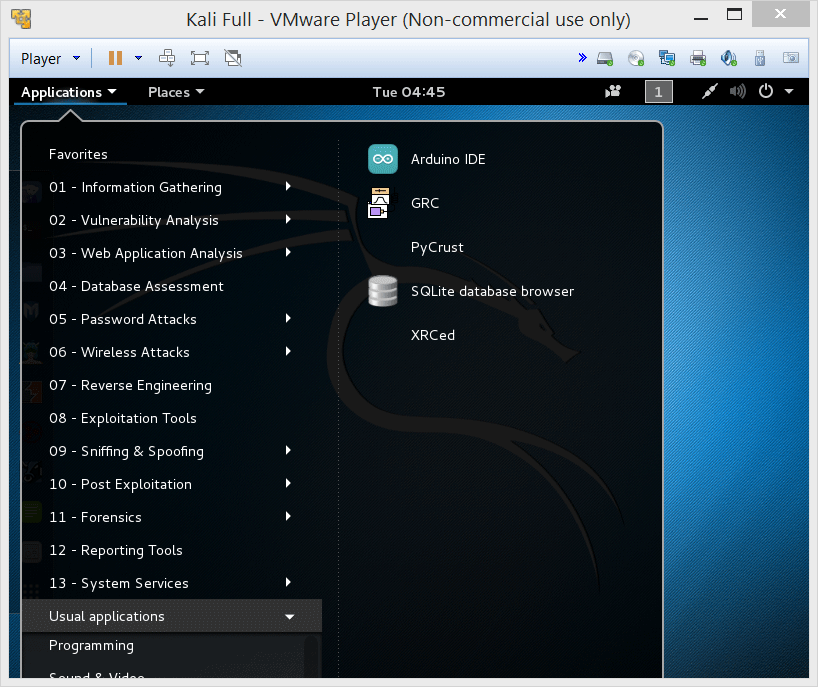 Kali Full - VMware Player (Non-commercial use only)
Player
Applications Places Tue 04:45 1
Favorites
01 - Information Gathering
02 - Vulnerability Analysis
03 - Web Application Analysis
04 - Database Assessment
05 - Password Attacks
06 - Wireless Attacks
07 - Reverse Engineering
08 - Exploitation Tools
09 - Sniffing & Spoofing
10 - Post Exploitation
11 - Forensics
12 - Reporting Tools
13 - System Services
Usual applications
Programming
Sound & Video
Arduino IDE
GRC
PyCrust
SQLite database browser
XRCed